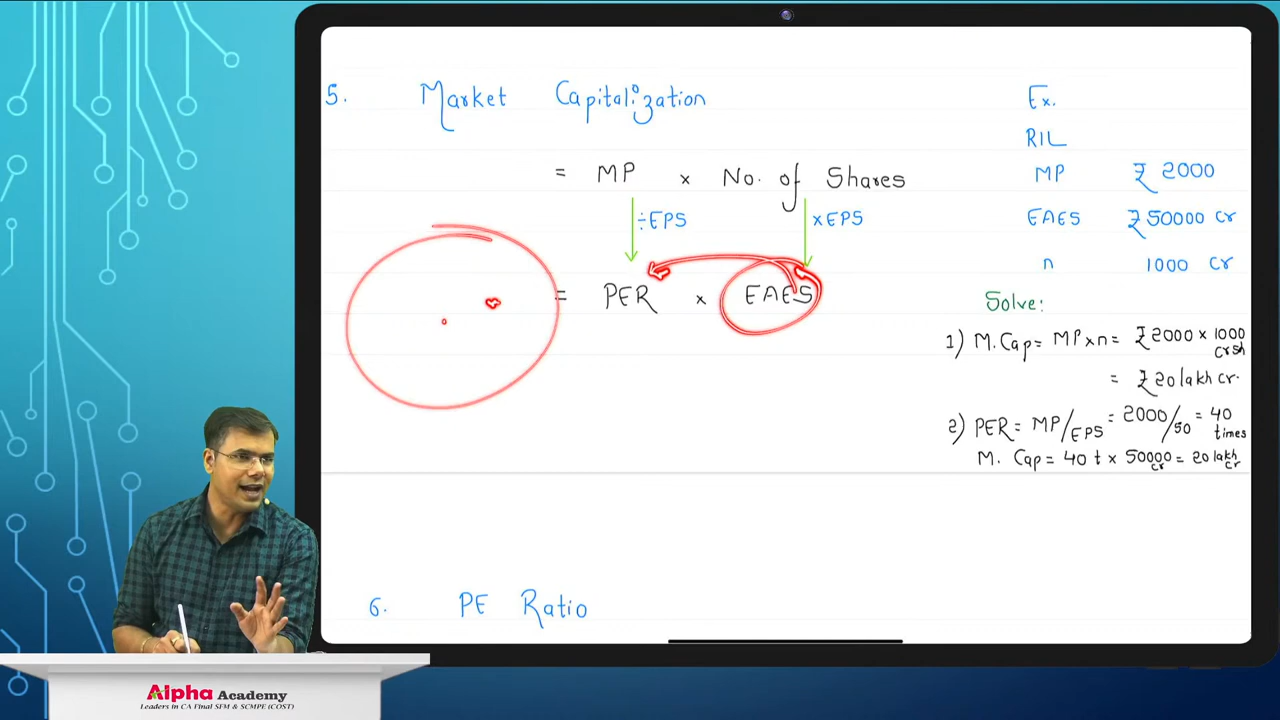 5. Market Capitalization
= MP x No. of Shares
÷EPS xEPS
= PER x EAES
Ex.
RIL
MP ₹ 2000
EAES ₹ 50000 cr
n 1000 cr
Solve:
1) M.Cap = MP x n = ₹ 2000 x 1000 crsh
= ₹ 20 lakh cr.
2) PER = MP/EPS = 2000/50 = 40 times
M. Cap = 40 t x 50000 cr = 20 lakh cr
6. PE Ratio
Alpha Academy
Leaders in CA Final SFM & SCMPE (COST)